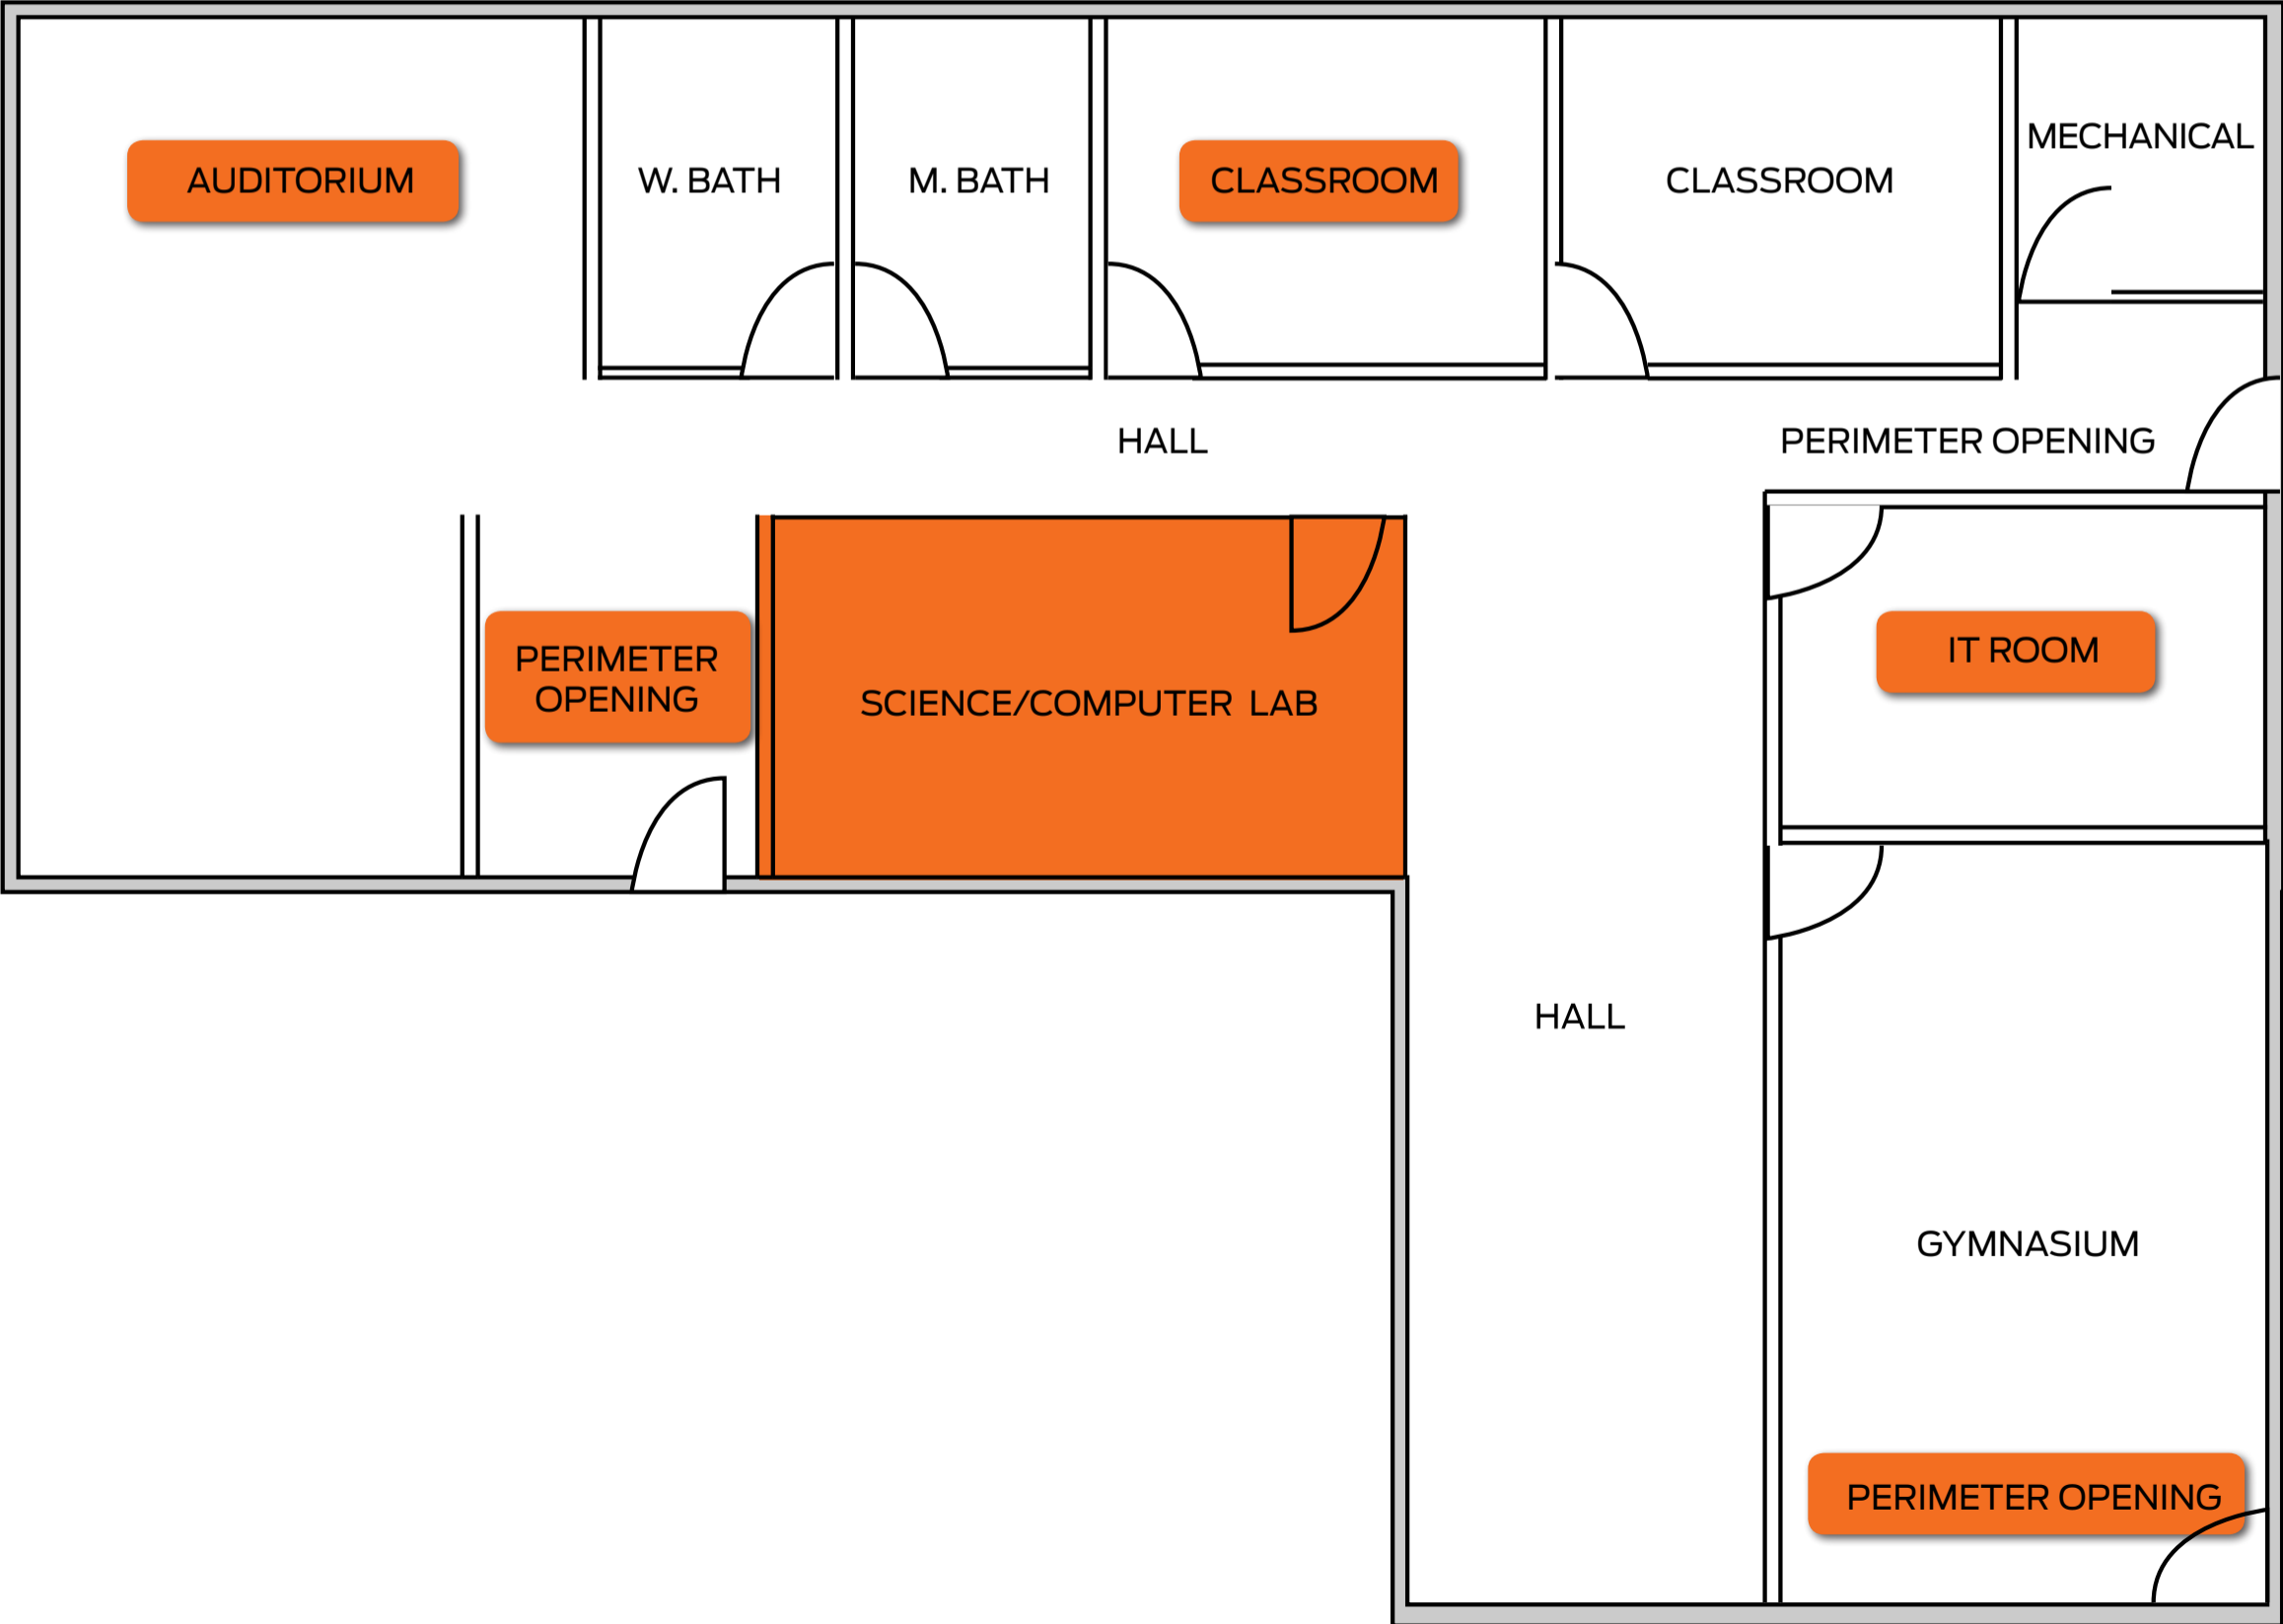 MECHANICAL
AUDITORIUM
W. BATH
M. BATH
CLASSROOM
CLASSROOM
HALL
PERIMETER OPENING
PERIMETER
OPENING
SCIENCE/COMPUTER LAB
IT ROOM
HALL
GYMNASIUM
PERIMETER OPENING